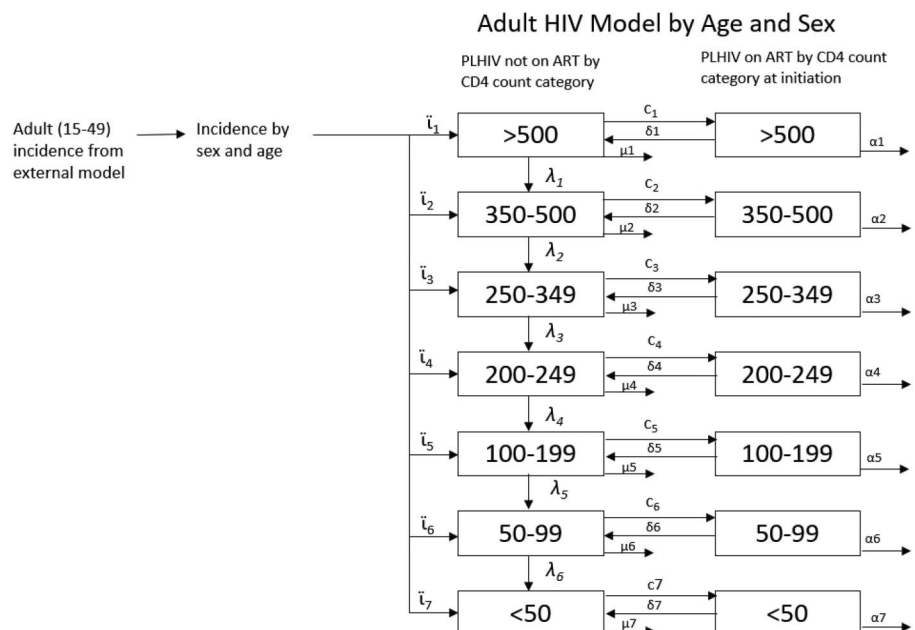 Adult HIV Model by Age and Sex
PLHIV not on ART by
CD4 count category
PLHIV on ART by CD4 count
category at initiation
Adult (15-49)
incidence from
external model
Incidence by
sex and age
ï1
>500
c1
δ1
μ1
>500
α1
λ1
ï2
350-500
c2
δ2
μ2
350-500
α2
λ2
ï3
250-349
c3
δ3
μ3
250-349
α3
λ3
ï4
200-249
c4
δ4
μ4
200-249
α4
λ4
ï5
100-199
c5
δ5
μ5
100-199
α5
λ5
ï6
50-99
c6
δ6
μ6
50-99
α6
λ6
ï7
<50
c7
δ7
μ7
<50
α7